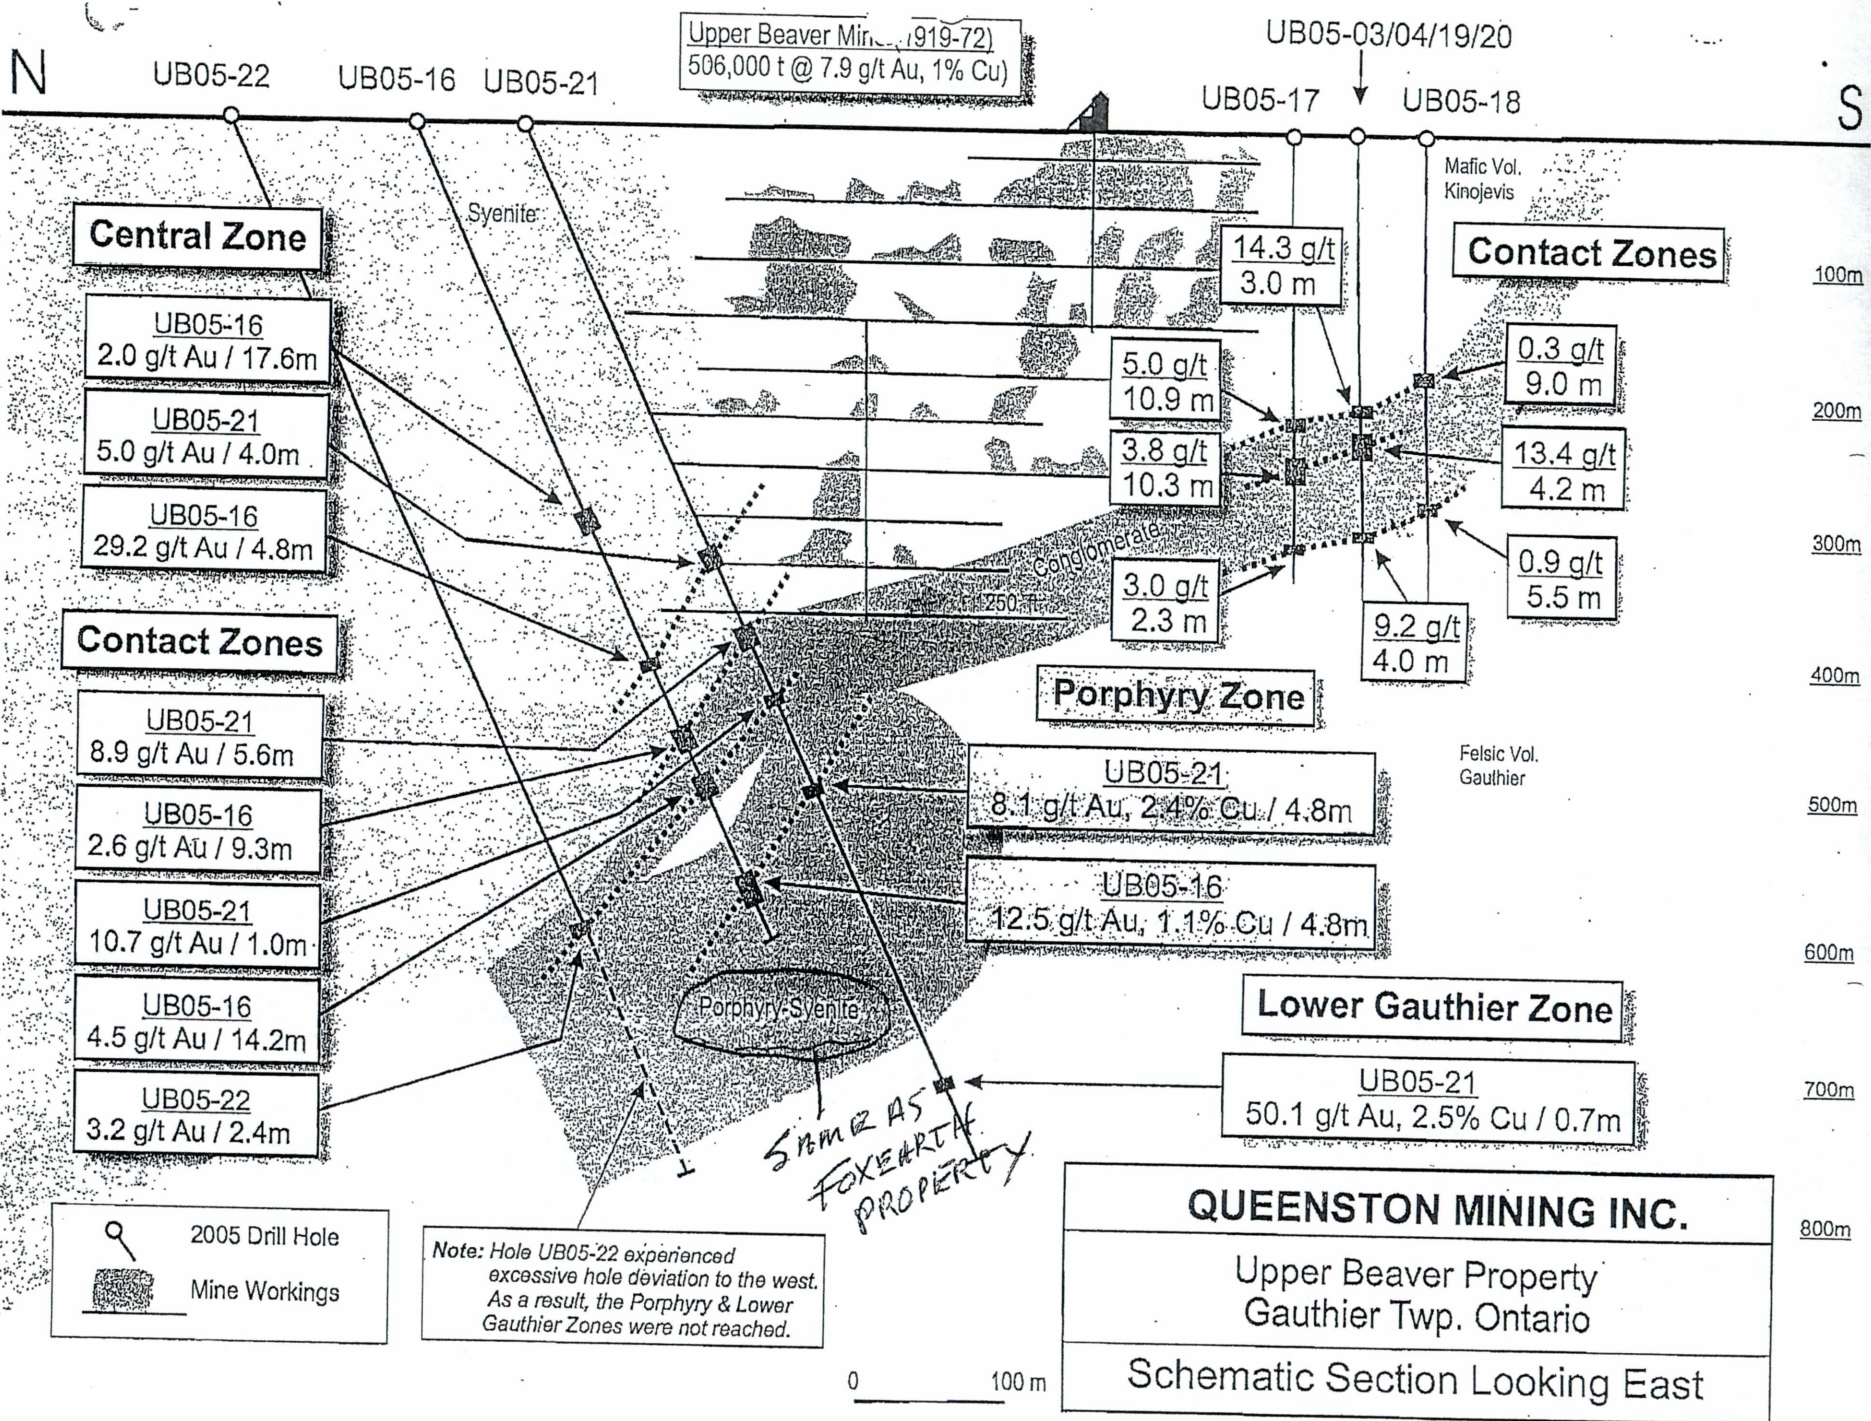 Upper Beaver Min (1919-72)
506,000 t @ 7.9 g/t Au, 1% Cu)
N
UB05-22
UB05-16
UB05-21
UB05-03/04/19/20
UB05-17
UB05-18
S
Mafic Vol.
Kinojevis
Syenite
Central Zone
UB05-16
2.0 g/t Au / 17.6m
UB05-21
5.0 g/t Au / 4.0m
UB05-16
29.2 g/t Au / 4.8m
Contact Zones
UB05-21
8.9 g/t Au / 5.6m
UB05-16
2.6 g/t Au / 9.3m
UB05-21
10.7 g/t Au / 1.0m
UB05-16
4.5 g/t Au / 14.2m
UB05-22
3.2 g/t Au / 2.4m
Contact Zones
14.3 g/t
3.0 m
5.0 g/t
10.9 m
3.8 g/t
10.3 m
3.0 g/t
2.3 m
0.3 g/t
9.0 m
13.4 g/t
4.2 m
0.9 g/t
5.5 m
9.2 g/t
4.0 m
Conglomerate
1250 ft
100m
200m
300m
400m
500m
600m
700m
800m
Porphyry Zone
UB05-21
8.1 g/t Au, 2.4% Cu / 4.8m
UB05-16
12.5 g/t Au, 1.1% Cu / 4.8m
Felsic Vol.
Gauthier
Porphyry-Syenite
SAME AS
FOXEARTH
PROPERTY
Lower Gauthier Zone
UB05-21
50.1 g/t Au, 2.5% Cu / 0.7m
2005 Drill Hole
Mine Workings
Note: Hole UB05-22 experienced
excessive hole deviation to the west.
As a result, the Porphyry & Lower
Gauthier Zones were not reached.
0 100 m
QUEENSTON MINING INC.
Upper Beaver Property
Gauthier Twp. Ontario
Schematic Section Looking East